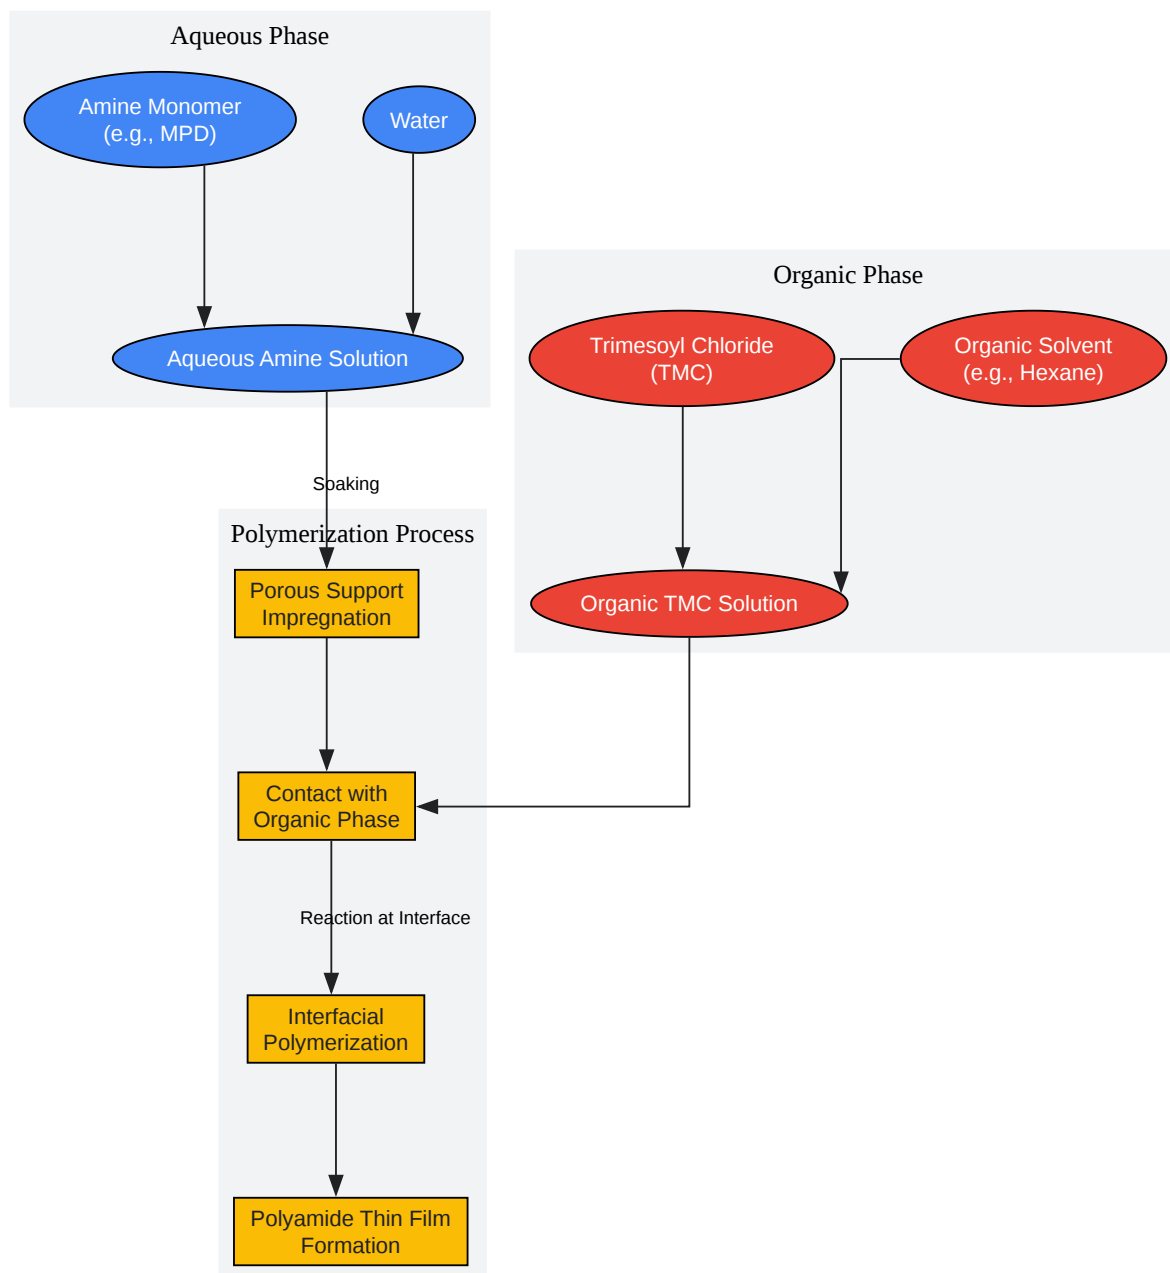 Aqueous Phase
Amine Monomer
(e.g., MPD)
Water
Aqueous Amine Solution
Organic Phase
Trimesoyl Chloride
(TMC)
Organic Solvent
(e.g., Hexane)
Organic TMC Solution
Soaking
Polymerization Process
Porous Support
Impregnation
Contact with
Organic Phase
Reaction at Interface
Interfacial
Polymerization
Polyamide Thin Film
Formation